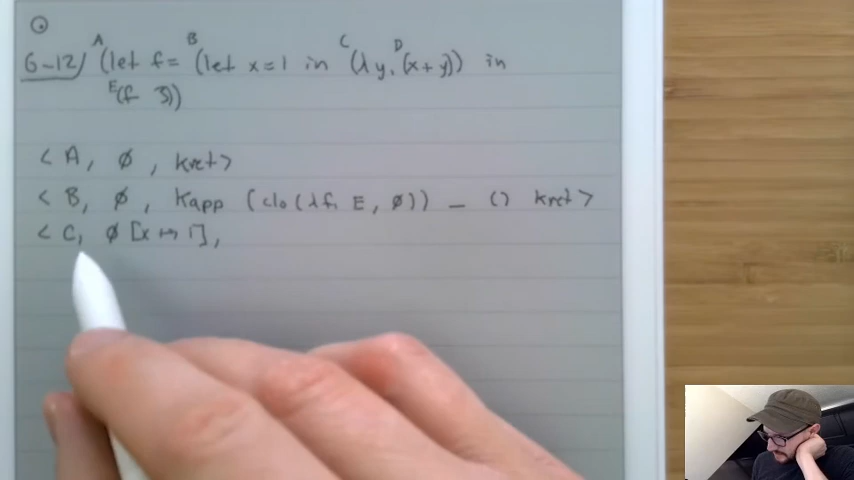 6-12) A(let f= B(let x=1 in C(λy. D(x+y)) in
E(f 3))
< A, ø, kret>
< B, ø, kapp (clo(λf. E, ø)) _ () kret>
< C, ø [x ↦ 1],